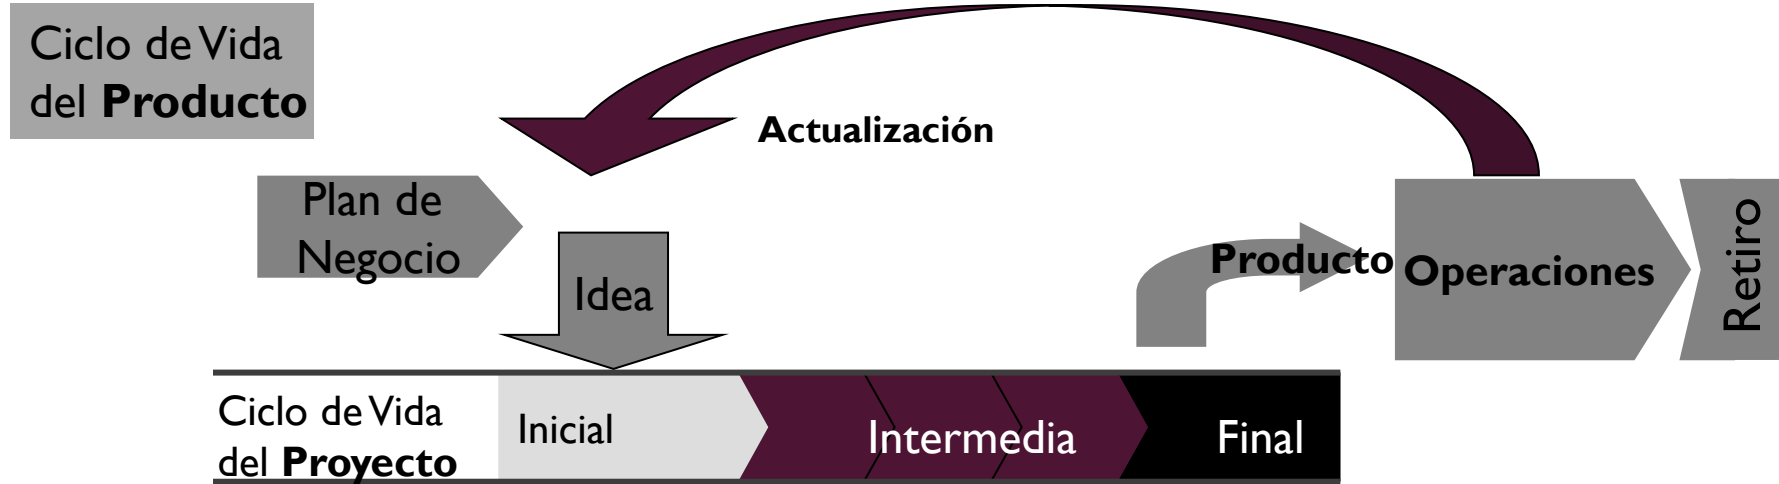 Ciclo de Vida
del Producto
Actualización
Plan de
Negocio
Idea
Producto
Operaciones
Retiro
Ciclo de Vida
del Proyecto
Inicial
Intermedia
Final